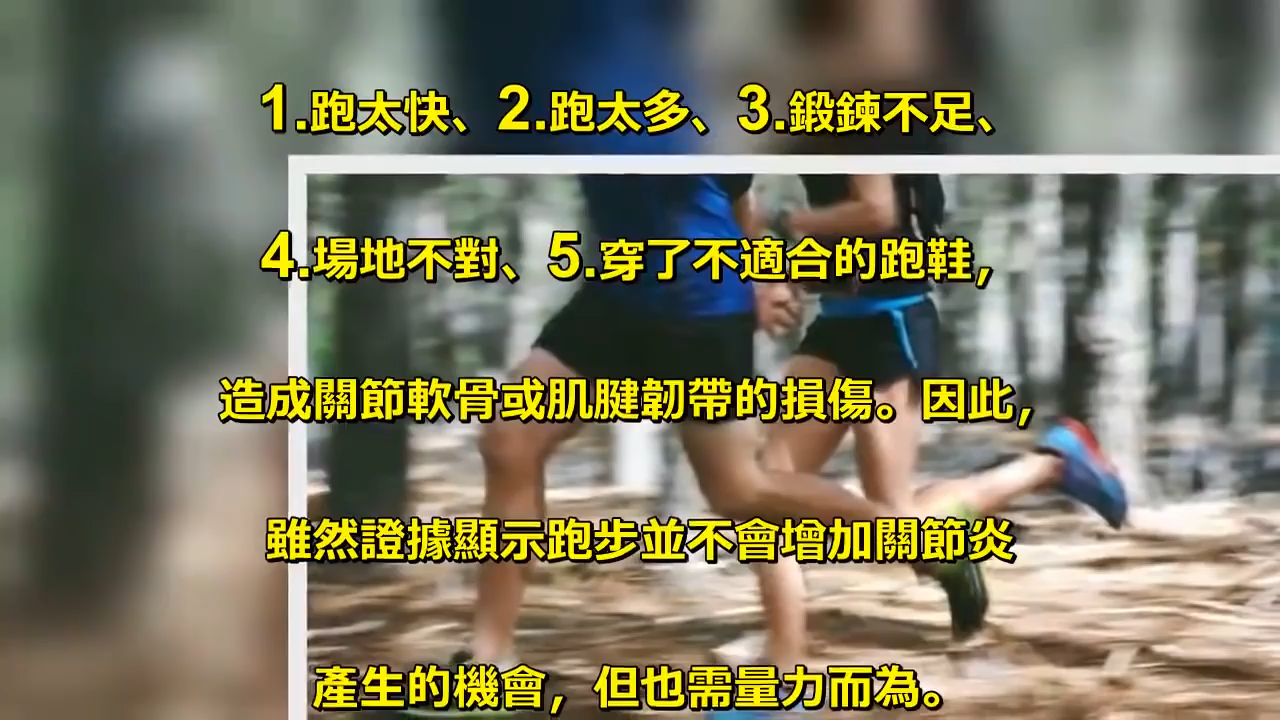 1.跑太快、2.跑太多、3.鍛鍊不足、
4.場地不對、5.穿了不適合的跑鞋，
造成關節軟骨或肌腱韌帶的損傷。因此，
雖然證據顯示跑步並不會增加關節炎
產生的機會，但也需量力而為。